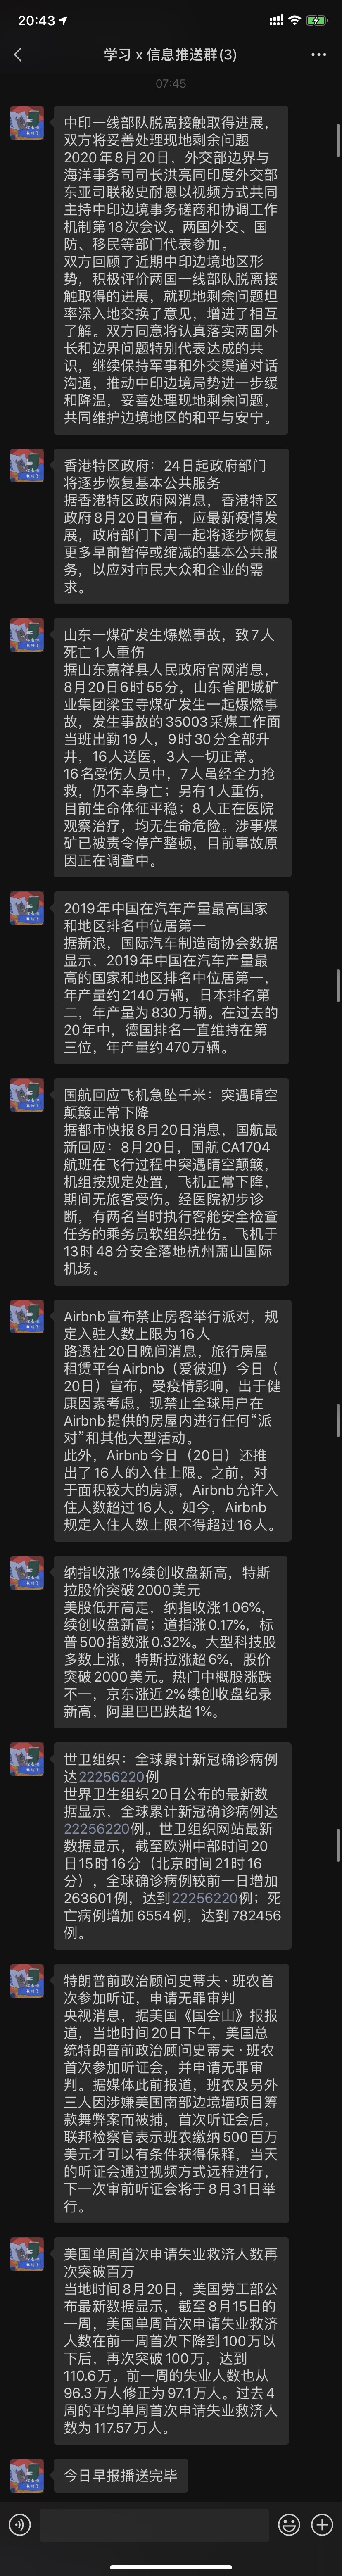 20:43
学习 x 信息推送群(3)
07:45
中印一线部队脱离接触取得进展，
双方将妥善处理现地剩余问题
2020年8月20日，外交部边界与
海洋事务司司长洪亮同印度外交部
东亚司联秘史耐恩以视频方式共同
主持中印边境事务磋商和协调工作
机制第18次会议。两国外交、国
防、移民等部门代表参加。
双方回顾了近期中印边境地区形
势，积极评价两国一线部队脱离接
触取得的进展，就现地剩余问题坦
率深入地交换了意见，增进了相互
了解。双方同意将认真落实两国外
长和边界问题特别代表达成的共
识，继续保持军事和外交渠道对话
沟通，推动中印边境局势进一步缓
和降温，妥善处理现地剩余问题，
共同维护边境地区的和平与安宁。
香港特区政府：24日起政府部门
将逐步恢复基本公共服务
据香港特区政府网消息，香港特区
政府8月20日宣布，应最新疫情发
展，政府部门下周一起将逐步恢复
更多早前暂停或缩减的基本公共服
务，以应对市民大众和企业的需
求。
山东一煤矿发生爆燃事故，致7人
死亡1人重伤
据山东嘉祥县人民政府官网消息，
8月20日6时55分，山东省肥城矿
业集团梁宝寺煤矿发生一起爆燃事
故，发生事故的35003采煤工作面
当班出勤19人，9时30分全部升
井，16人送医，3人一切正常。
16名受伤人员中，7人虽经全力抢
救，仍不幸身亡；另有1人重伤，
目前生命体征平稳；8人正在医院
观察治疗，均无生命危险。涉事煤
矿已被责令停产整顿，目前事故原
因正在调查中。
2019年中国在汽车产量最高国家
和地区排名中位居第一
据新浪，国际汽车制造商协会数据
显示，2019年中国在汽车产量最
高的国家和地区排名中位居第一，
年产量约2140万辆，日本排名第
二，年产量为830万辆。在过去的
20年中，德国排名一直维持在第
三位，年产量约470万辆。
国航回应飞机急坠千米：突遇晴空
颠簸正常下降
据都市快报8月20日消息，国航最
新回应：8月20日，国航CA1704
航班在飞行过程中突遇晴空颠簸，
机组按规定处置，飞机正常下降，
期间无旅客受伤。经医院初步诊
断，有两名当时执行客舱安全检查
任务的乘务员软组织挫伤。飞机于
13时48分安全落地杭州萧山国际
机场。
Airbnb宣布禁止房客举行派对，规
定入驻人数上限为16人
路透社20日晚间消息，旅行房屋
租赁平台Airbnb（爱彼迎）今日（
20日）宣布，受疫情影响，出于健
康因素考虑，现禁止全球用户在
Airbnb提供的房屋内进行任何“派
对”和其他大型活动。
此外，Airbnb今日（20日）还推
出了16人的入住上限。之前，对
于面积较大的房源，Airbnb允许入
住人数超过16人。如今，Airbnb
规定入住人数上限不得超过16人。
纳指收涨1%续创收盘新高，特斯
拉股价突破2000美元
美股低开高走，纳指收涨1.06%，
续创收盘新高；道指涨0.17%，标
普500指数涨0.32%。大型科技股
多数上涨，特斯拉涨超6%，股价
突破2000美元。热门中概股涨跌
不一，京东涨近2%续创收盘纪录
新高，阿里巴巴跌超1%。
世卫组织：全球累计新冠确诊病例
达22256220例
世界卫生组织20日公布的最新数
据显示，全球累计新冠确诊病例达
22256220例。世卫组织网站最新
数据显示，截至欧洲中部时间20
日15时16分（北京时间21时16
分），全球确诊病例较前一日增加
263601例，达到22256220例；死
亡病例增加6554例，达到782456
例。
特朗普前政治顾问史蒂夫·班农首
次参加听证，申请无罪审判
央视消息，据美国《国会山》报报
道，当地时间20日下午，美国总
统特朗普前政治顾问史蒂夫·班农
首次参加听证会，并申请无罪审
判。据媒体此前报道，班农及另外
三人因涉嫌美国南部边境墙项目筹
款舞弊案而被捕，首次听证会后，
联邦检察官表示班农缴纳500百万
美元才可以有条件获得保释，当天
的听证会通过视频方式远程进行，
下一次审前听证会将于8月31日举
行。
美国单周首次申请失业救济人数再
次突破百万
当地时间8月20日，美国劳工部公
布最新数据显示，截至8月15日的
一周，美国单周首次申请失业救济
人数在前一周首次下降到100万以
下后，再次突破100万，达到
110.6万。前一周的失业人数也从
96.3万人修正为97.1万人。过去4
周的平均单周首次申请失业救济人
数为117.57万人。
今日早报播送完毕